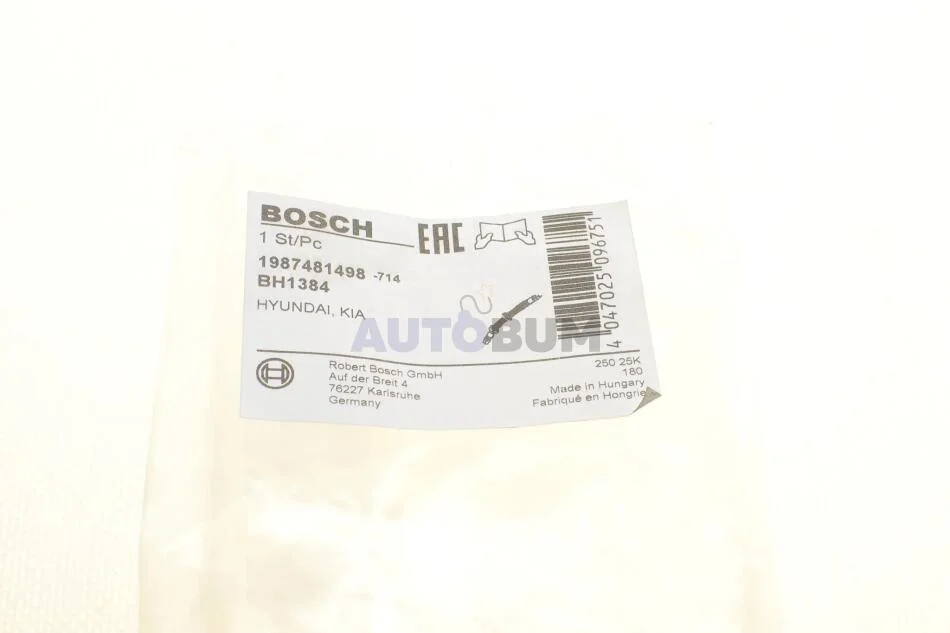 BOSCH
1 St/Pc
EAC
1987481498 -714
BH1384
HYUNDAI, KIA
4 047025 096751
AUTOBUM
Robert Bosch GmbH
Auf der Breit 4
76227 Karlsruhe
Germany
250 25K
180
Made in Hungary
Fabriqué en Hongrie